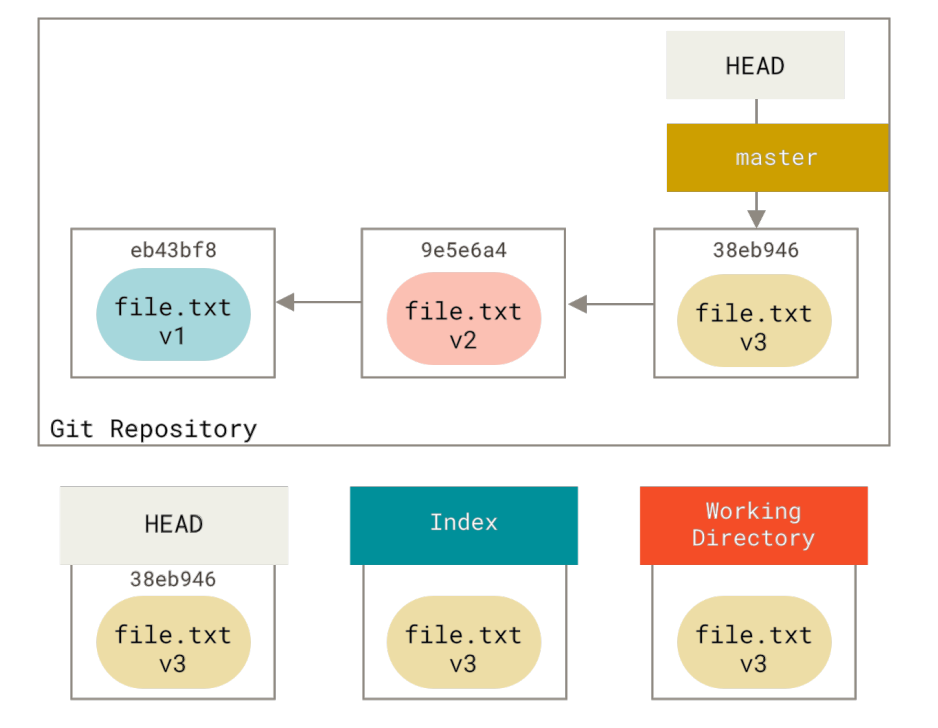 HEAD
master
eb43bf8
file.txt
v1
9e5e6a4
file.txt
v2
38eb946
file.txt
v3
Git Repository
HEAD
38eb946
file.txt
v3
Index
file.txt
v3
Working
Directory
file.txt
v3